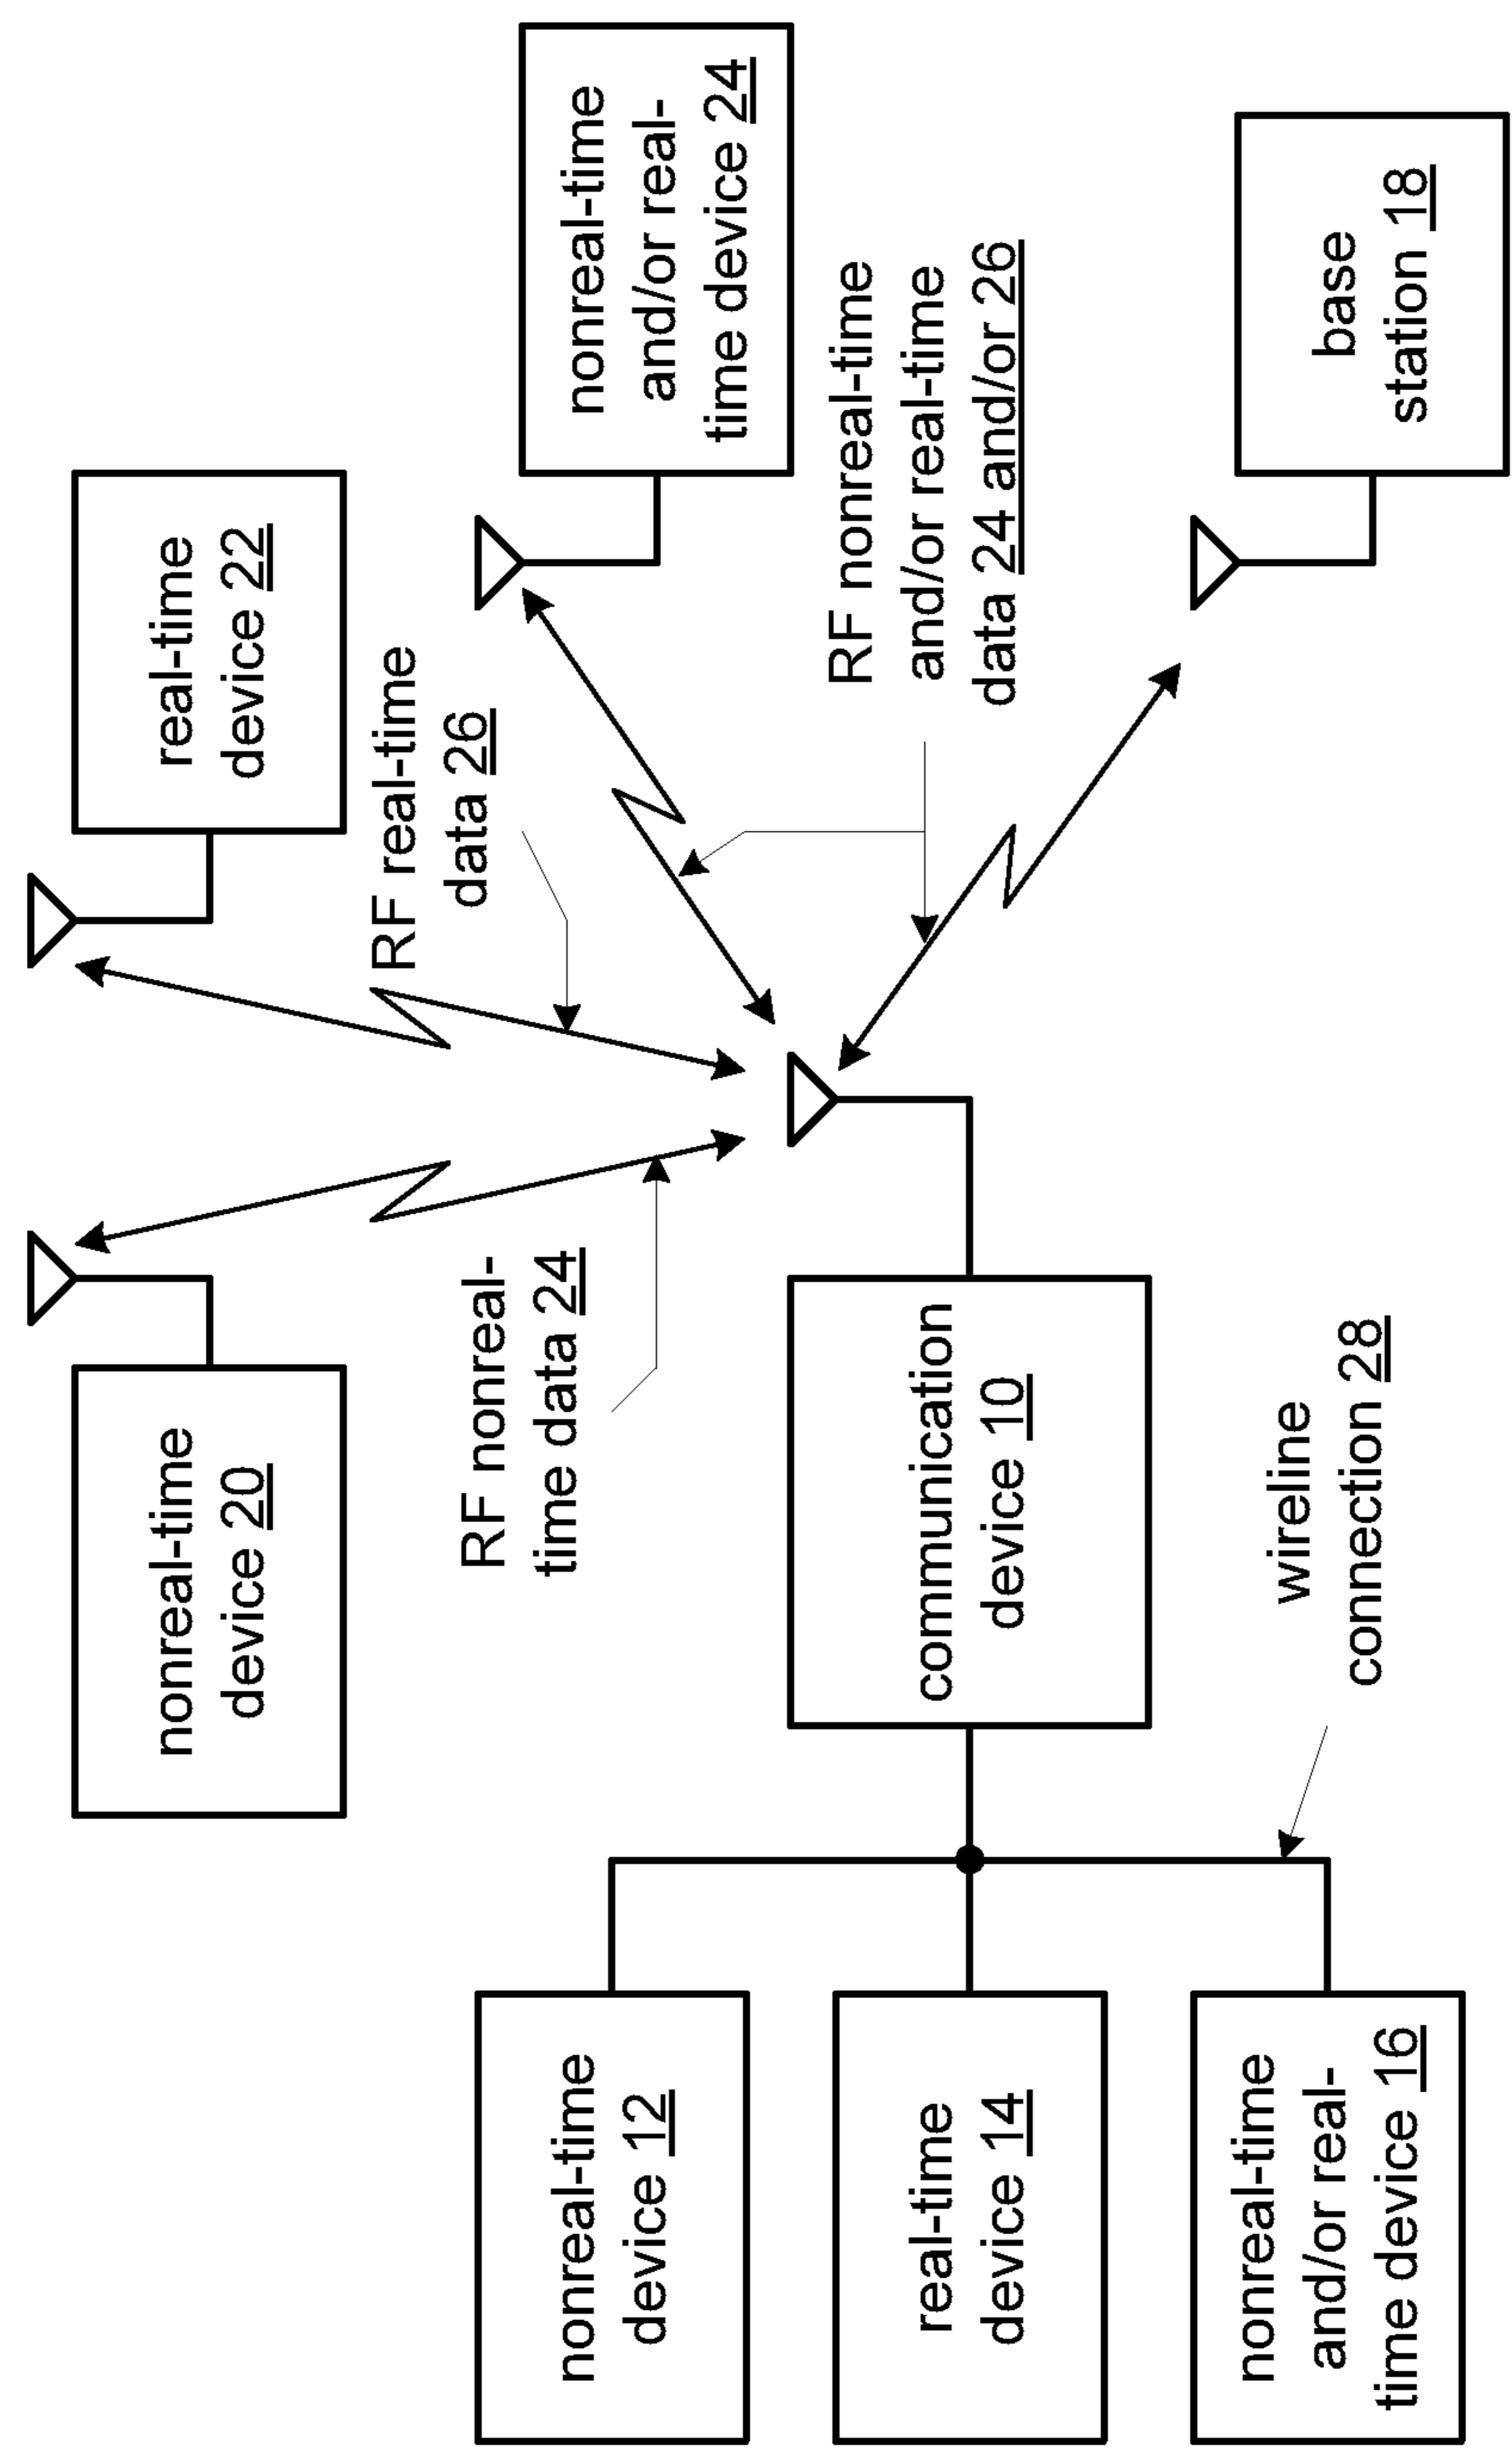 nonreal-time
device 20
real-time
device 22
RF real-time
data 26
RF nonreal-
time data 24
nonreal-time
and/or real-
time device 24
nonreal-time
device 12
real-time
device 14
nonreal-time
and/or real-
time device 16
communication
device 10
RF nonreal-time
and/or real-time
data 24 and/or 26
wireline
connection 28
base
station 18